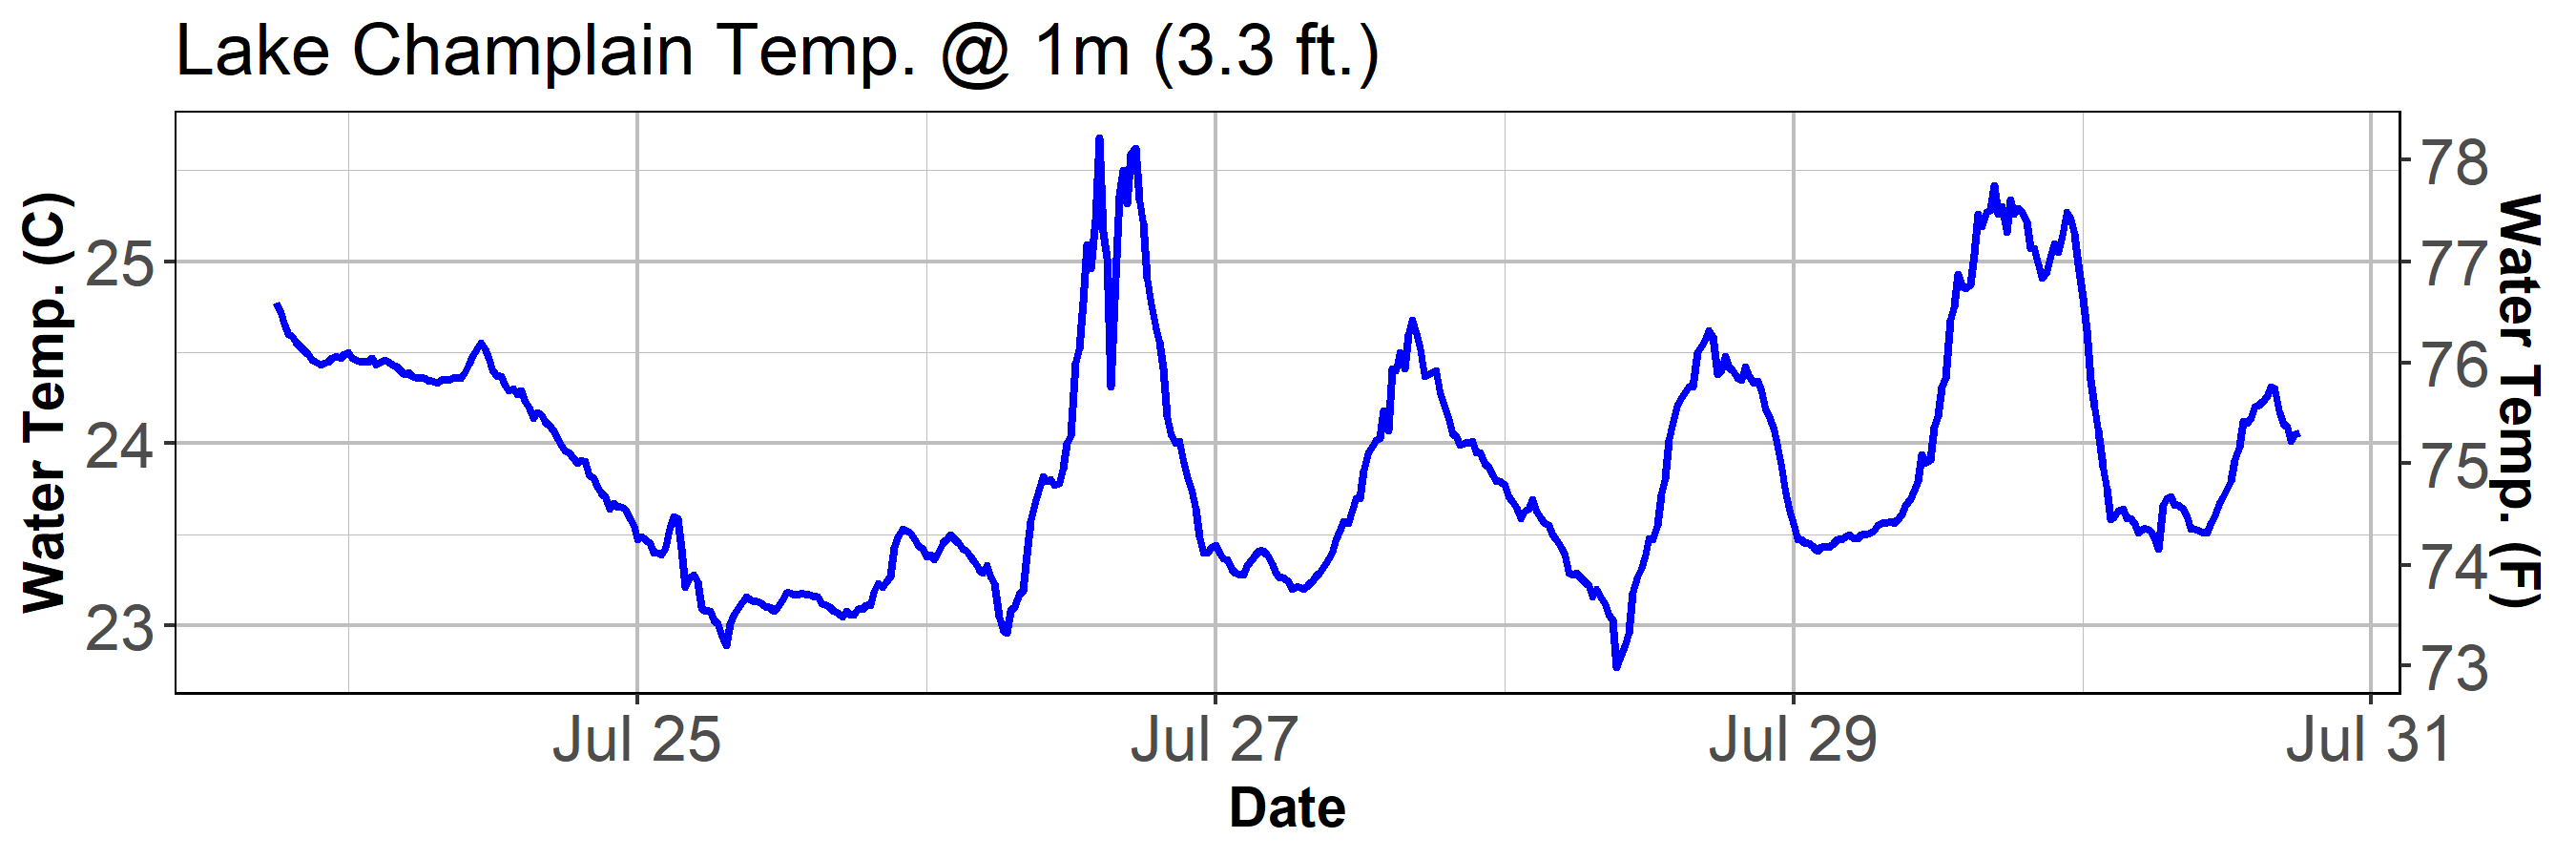 Lake Champlain Temp. @ 1m (3.3 ft.)
Water Temp. (C)
25
24
23
78
77
76
75
74
73
Water Temp. (F)
Jul 25
Jul 27
Jul 29
Jul 31
Date